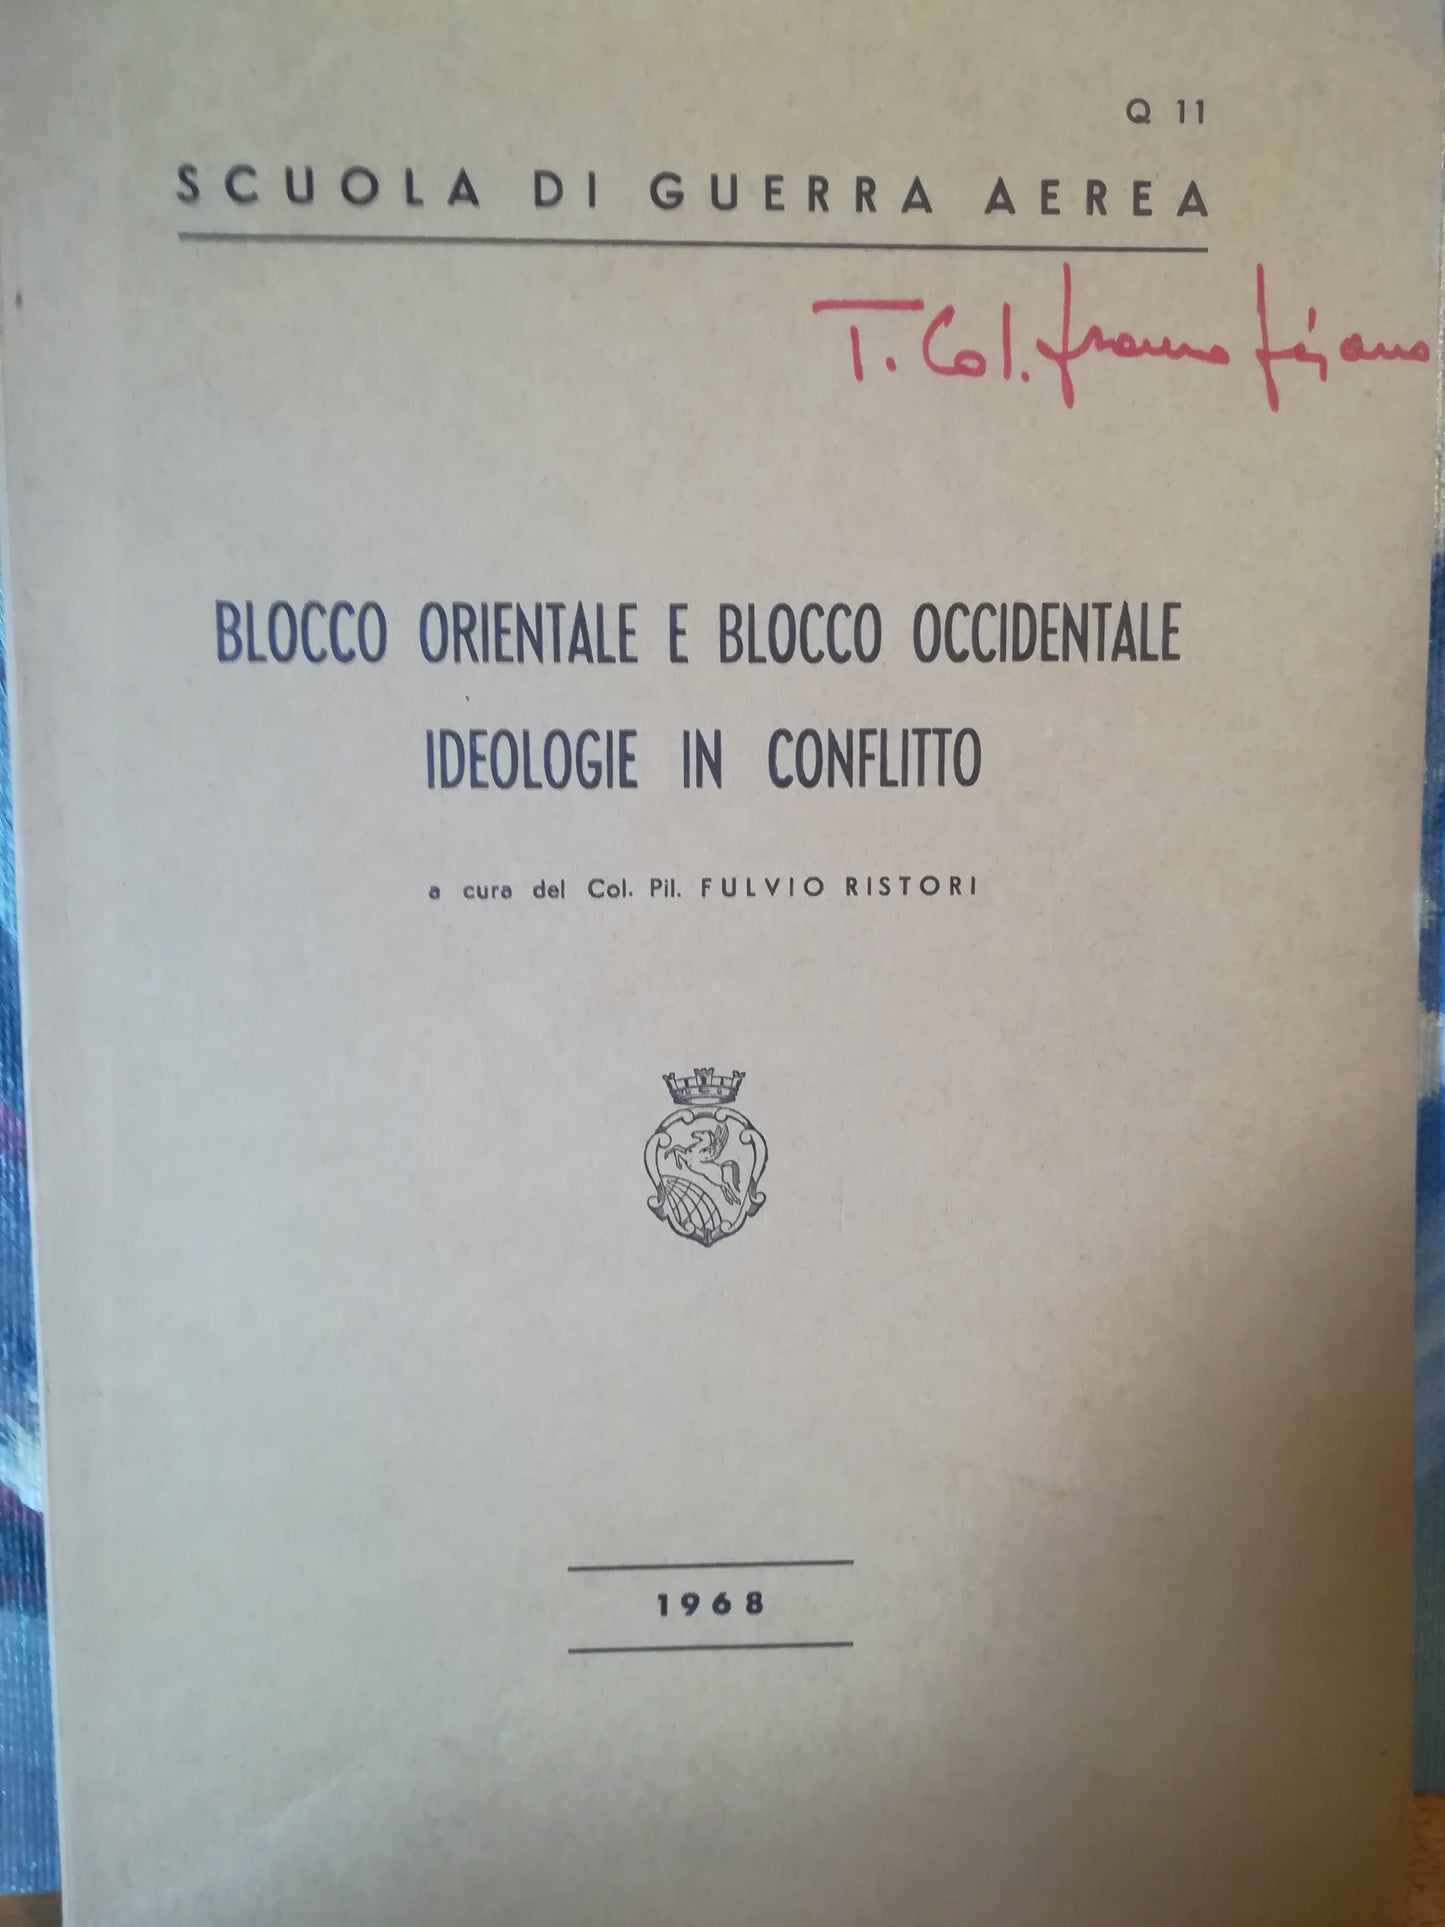 Q 11
SCUOLA DI GUERRA AEREA
T. Col. Franco
BLOCCO ORIENTALE E BLOCCO OCCIDENTALE
IDEOLOGIE IN CONFLITTO
a cura del Col. Pil. FULVIO RISTORI
1968